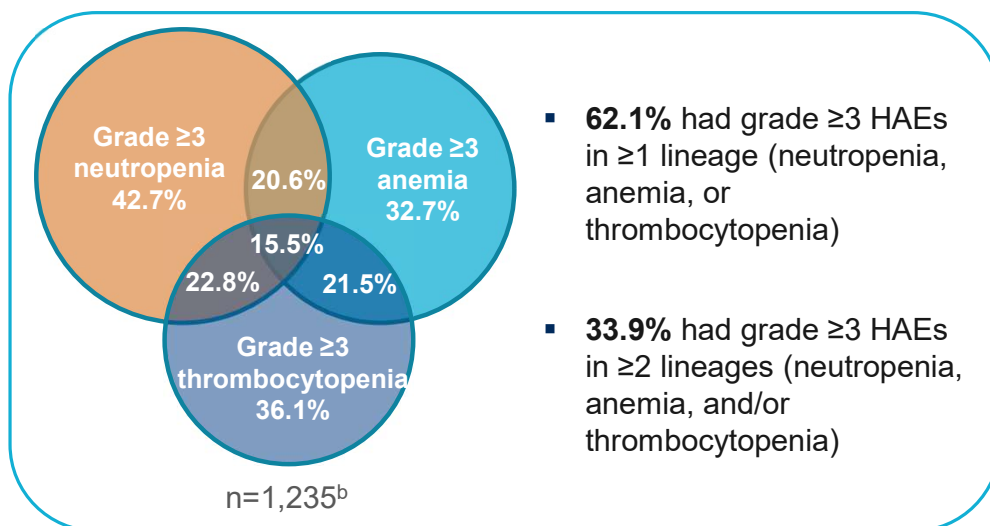 Grade ≥3
neutropenia
42.7%
20.6%
Grade ≥3
anemia
32.7%
15.5%
22.8%
21.5%
Grade ≥3
thrombocytopenia
36.1%
n=1,235ᵇ
▪ 62.1% had grade ≥3 HAEs
in ≥1 lineage (neutropenia,
anemia, or
thrombocytopenia)
▪ 33.9% had grade ≥3 HAEs
in ≥2 lineages (neutropenia,
anemia, and/or
thrombocytopenia)